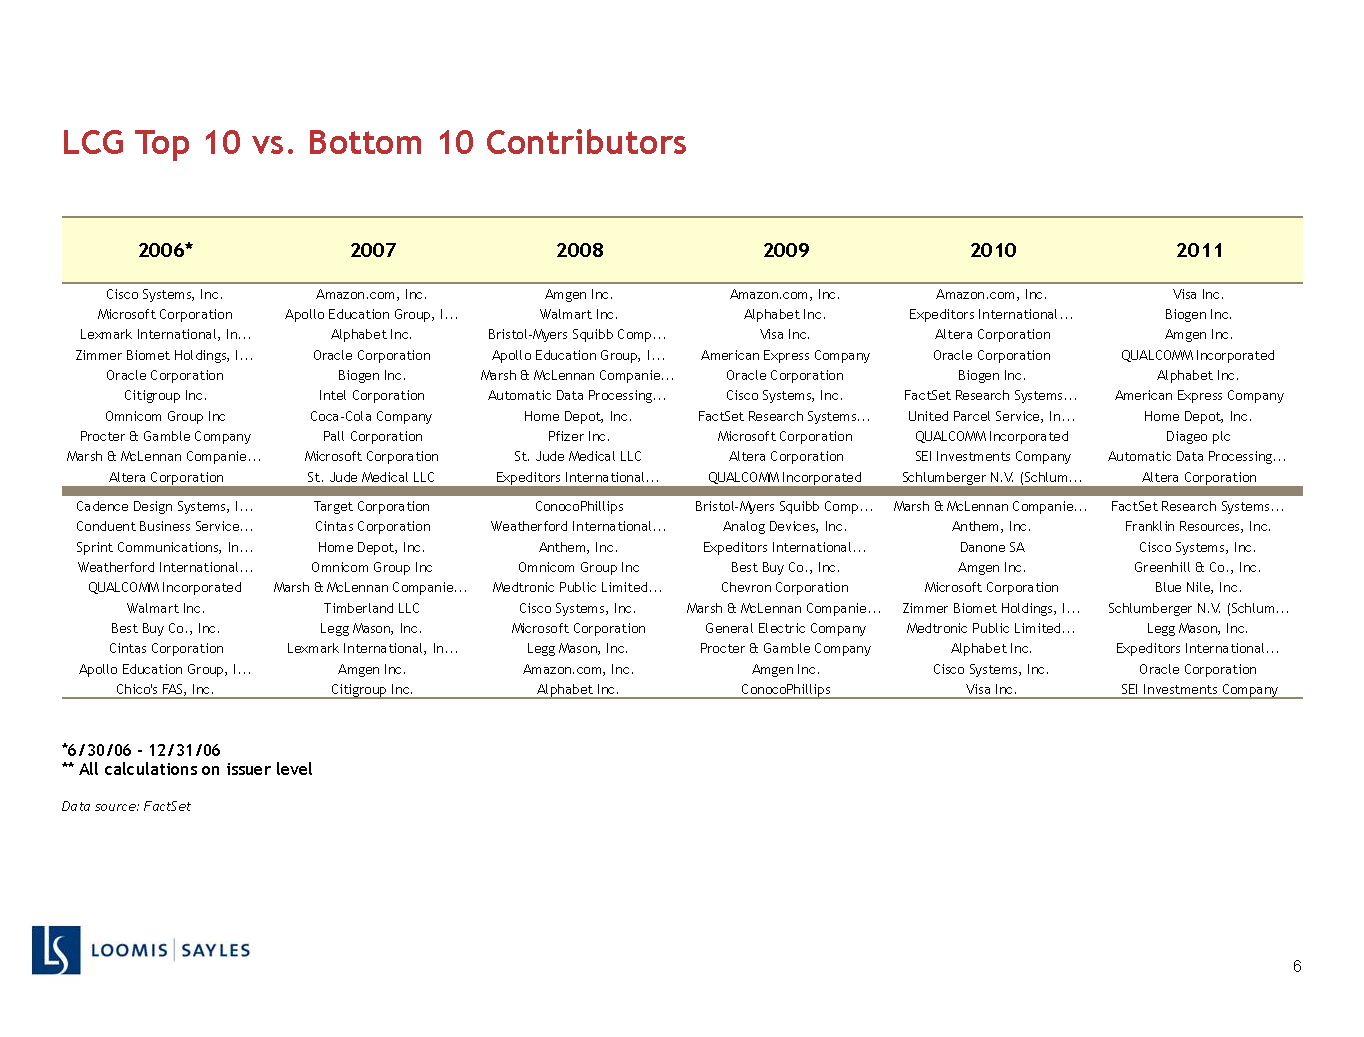 LCG Top 10 vs. Bottom 10 Contributors
2006* 2007 2008 2009 2010 2011
Cisco Systems, Inc. Amazon.com, Inc. Amgen Inc. Amazon.com, Inc. Amazon.com, Inc. Visa Inc.
Microsoft Corporation Apollo Education Group, I... Walmart Inc. Alphabet Inc. Expeditors International... Biogen Inc.
Lexmark International, In... Alphabet Inc. Bristol-Myers Squibb Comp... Visa Inc. Altera Corporation Amgen Inc.
Zimmer Biomet Holdings, I... Oracle Corporation Apollo Education Group, I... American Express Company Oracle Corporation QUALCOMM Incorporated
Oracle Corporation Biogen Inc. Marsh & McLennan Companie... Oracle Corporation Biogen Inc. Alphabet Inc.
Citigroup Inc. Intel Corporation Automatic Data Processing... Cisco Systems, Inc. FactSet Research Systems... American Express Company
Omnicom Group Inc Coca-Cola Company Home Depot, Inc. FactSet Research Systems... United Parcel Service, In... Home Depot, Inc.
Procter & Gamble Company Pall Corporation Pfizer Inc. Microsoft Corporation QUALCOMM Incorporated Diageo plc
Marsh & McLennan Companie... Microsoft Corporation St. Jude Medical LLC Altera Corporation SEI Investments Company Automatic Data Processing...
Altera Corporation St. Jude Medical LLC Expeditors International... QUALCOMM Incorporated Schlumberger N.V. (Schlum... Altera Corporation
Cadence Design Systems, I... Target Corporation ConocoPhillips Bristol-Myers Squibb Comp... Marsh & McLennan Companie... FactSet Research Systems...
Conduent Business Service... Cintas Corporation Weatherford International... Analog Devices, Inc. Anthem, Inc. Franklin Resources, Inc.
Sprint Communications, In... Home Depot, Inc. Anthem, Inc. Expeditors International... Danone SA Cisco Systems, Inc.
Weatherford International... Omnicom Group Inc Omnicom Group Inc Best Buy Co., Inc. Amgen Inc. Greenhill & Co., Inc.
QUALCOMM Incorporated Marsh & McLennan Companie... Medtronic Public Limited... Chevron Corporation Microsoft Corporation Blue Nile, Inc.
Walmart Inc. Timberland LLC Cisco Systems, Inc. Marsh & McLennan Companie... Zimmer Biomet Holdings, I... Schlumberger N.V. (Schlum...
Best Buy Co., Inc. Legg Mason, Inc. Microsoft Corporation General Electric Company Medtronic Public Limited... Legg Mason, Inc.
Cintas Corporation Lexmark International, In... Legg Mason, Inc. Procter & Gamble Company Alphabet Inc. Expeditors International...
Apollo Education Group, I... Amgen Inc. Amazon.com, Inc. Amgen Inc. Cisco Systems, Inc. Oracle Corporation
Chico's FAS, Inc. Citigroup Inc. Alphabet Inc. ConocoPhillips Visa Inc. SEI Investments Company
*6/30/06 - 12/31/06
** All calculations on issuer level
Data source: FactSet
LS LOOMIS | SAYLES
6